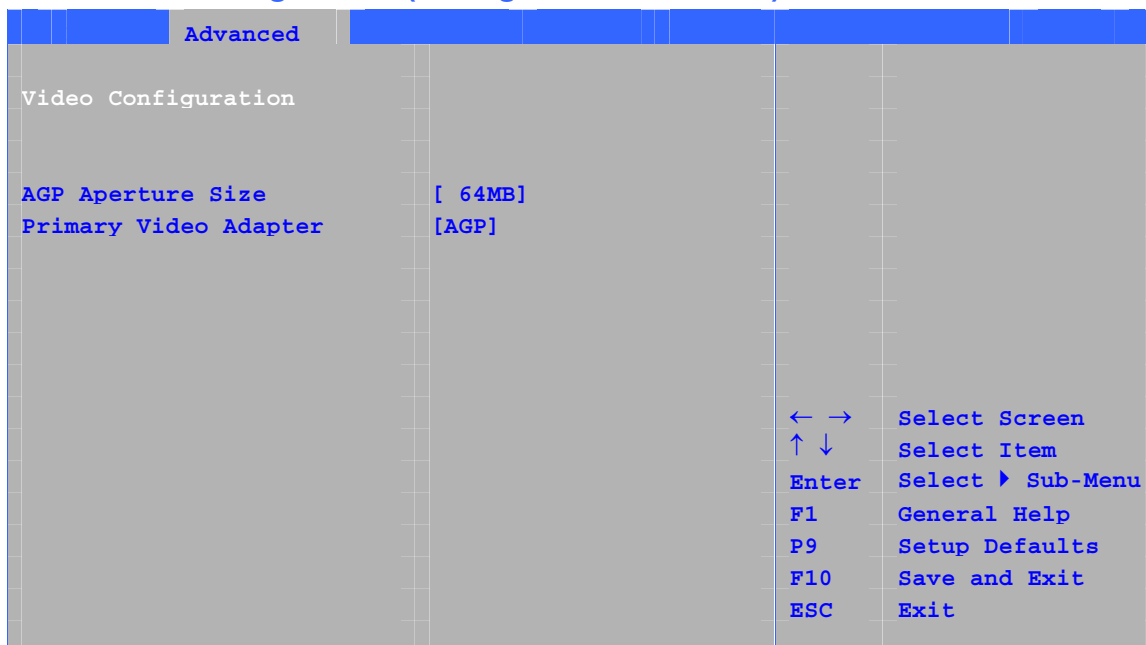 Advanced
Video Configuration
AGP Aperture Size [ 64MB]
Primary Video Adapter [AGP]
← → Select Screen
↑ ↓ Select Item
Enter Select ▶ Sub-Menu
F1 General Help
P9 Setup Defaults
F10 Save and Exit
ESC Exit